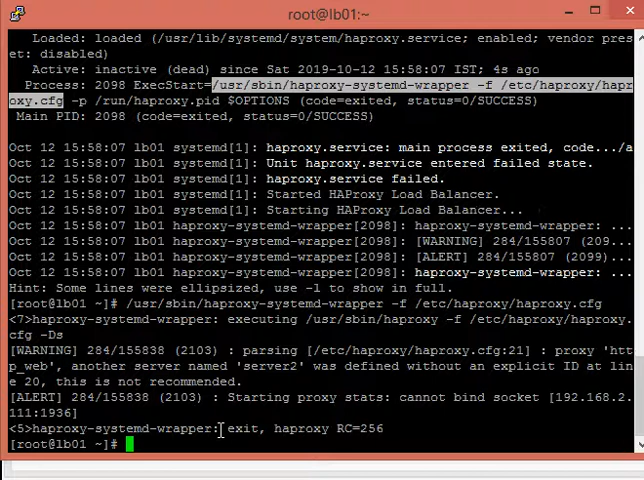 root@lb01:~
Loaded: loaded (/usr/lib/systemd/system/haproxy.service; enabled; vendor pres
et: disabled)
Active: inactive (dead) since Sat 2019-10-12 15:58:07 IST; 4s ago
Process: 2098 ExecStart=/usr/sbin/haproxy-systemd-wrapper -f /etc/haproxy/hapr
oxy.cfg -p /run/haproxy.pid $OPTIONS (code=exited, status=0/SUCCESS)
Main PID: 2098 (code=exited, status=0/SUCCESS)
Oct 12 15:58:07 lb01 systemd[1]: haproxy.service: main process exited, code.../a
Oct 12 15:58:07 lb01 systemd[1]: Unit haproxy.service entered failed state.
Oct 12 15:58:07 lb01 systemd[1]: haproxy.service failed.
Oct 12 15:58:07 lb01 systemd[1]: Started HAProxy Load Balancer.
Oct 12 15:58:07 lb01 systemd[1]: Starting HAProxy Load Balancer...
Oct 12 15:58:07 lb01 haproxy-systemd-wrapper[2098]: haproxy-systemd-wrapper: ...
Oct 12 15:58:07 lb01 haproxy-systemd-wrapper[2098]: [WARNING] 284/155807 (209...
Oct 12 15:58:07 lb01 haproxy-systemd-wrapper[2098]: [ALERT] 284/155807 (2099)...
Oct 12 15:58:07 lb01 haproxy-systemd-wrapper[2098]: haproxy-systemd-wrapper: ...
Hint: Some lines were ellipsized, use -l to show in full.
[root@lb01 ~]# /usr/sbin/haproxy-systemd-wrapper -f /etc/haproxy/haproxy.cfg
<7>haproxy-systemd-wrapper: executing /usr/sbin/haproxy -f /etc/haproxy/haproxy.
cfg -Ds
[WARNING] 284/155838 (2103) : parsing [/etc/haproxy/haproxy.cfg:21] : proxy 'htt
p_web', another server named 'server2' was defined without an explicit ID at lin
e 20, this is not recommended.
[ALERT] 284/155838 (2103) : Starting proxy stats: cannot bind socket [192.168.2.
111:1936]
<5>haproxy-systemd-wrapper: exit, haproxy RC=256
[root@lb01 ~]#